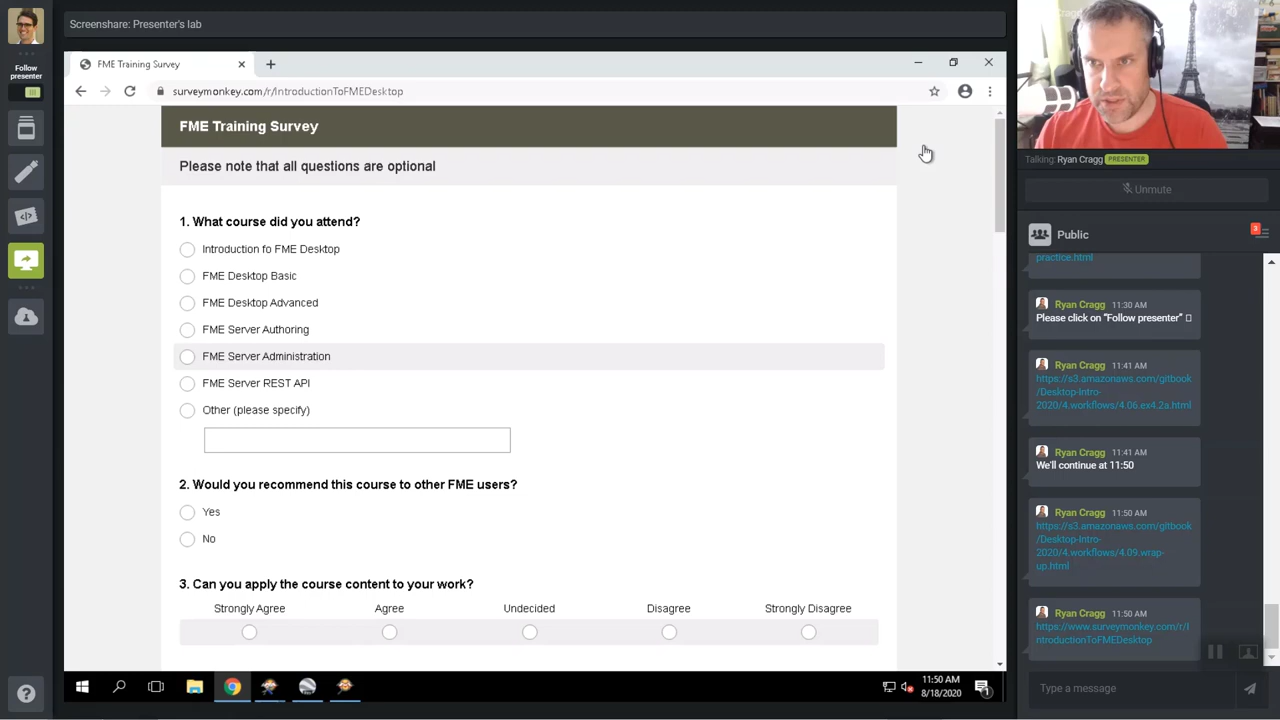 Screenshare: Presenter's lab
Follow
presenter
FME Training Survey
surveymonkey.com/r/IntroductionToFMEDesktop
FME Training Survey
Please note that all questions are optional
1. What course did you attend?
Introduction fo FME Desktop
FME Desktop Basic
FME Desktop Advanced
FME Server Authoring
FME Server Administration
FME Server REST API
Other (please specify)
2. Would you recommend this course to other FME users?
Yes
No
3. Can you apply the course content to your work?
Strongly Agree Agree Undecided Disagree Strongly Disagree
11:50 AM
8/18/2020
1
Talking: Ryan Cragg PRESENTER
Unmute
Public
3
practice.html
Ryan Cragg 11:30 AM
Please click on "Follow presenter"
Ryan Cragg 11:41 AM
https://s3.amazonaws.com/gitbook
/Desktop-Intro-
2020/4.workflows/4.06.ex4.2a.html
Ryan Cragg 11:41 AM
We'll continue at 11:50
Ryan Cragg 11:50 AM
https://s3.amazonaws.com/gitbook
/Desktop-Intro-
2020/4.workflows/4.09.wrap-
up.html
Ryan Cragg 11:50 AM
https://www.surveymonkey.com/r/I
ntroductionToFMEDesktop
Type a message